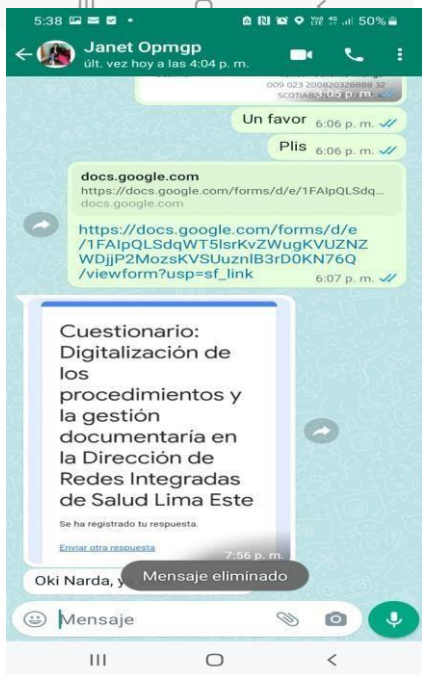 5:38
50%
Janet Opmgp
últ. vez hoy a las 4:04 p. m.
009 023 200820328888 32
3:05 p. m.
Un favor 6:06 p. m.
Plis 6:06 p. m.
docs.google.com
https://docs.google.com/forms/d/e/1FAIpQLSdq...
docs.google.com
https://docs.google.com/forms/d/e
/1FAIpQLSdqWT5lsrKvZWugKVUZNZ
WDjjP2MozsKVSUuznlB3rD0KN76Q
/viewform?usp=sf_link
6:07 p. m.
Cuestionario:
Digitalización de
los
procedimientos y
la gestión
documentaría en
la Dirección de
Redes Integradas
de Salud Lima Este
Se ha registrado tu respuesta.
Enviar otra respuesta
7:56 p. m.
Oki Narda,
Mensaje eliminado
Mensaje